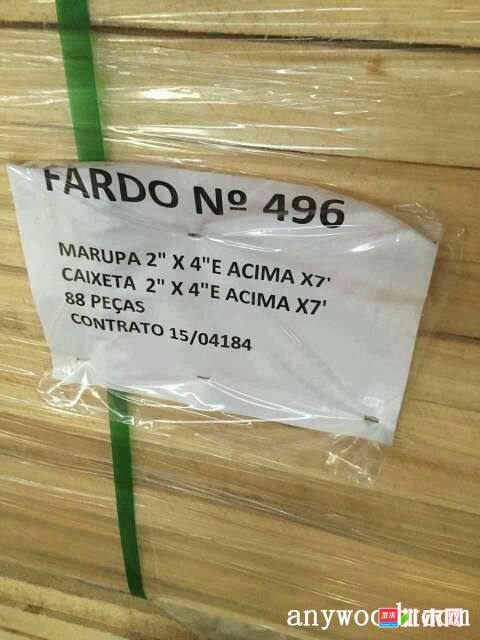 FARDO Nº 496
MARUPA 2" X 4"E ACIMA X7'
CAIXETA 2" X 4"E ACIMA X7'
88 PEÇAS
CONTRATO 15/04184